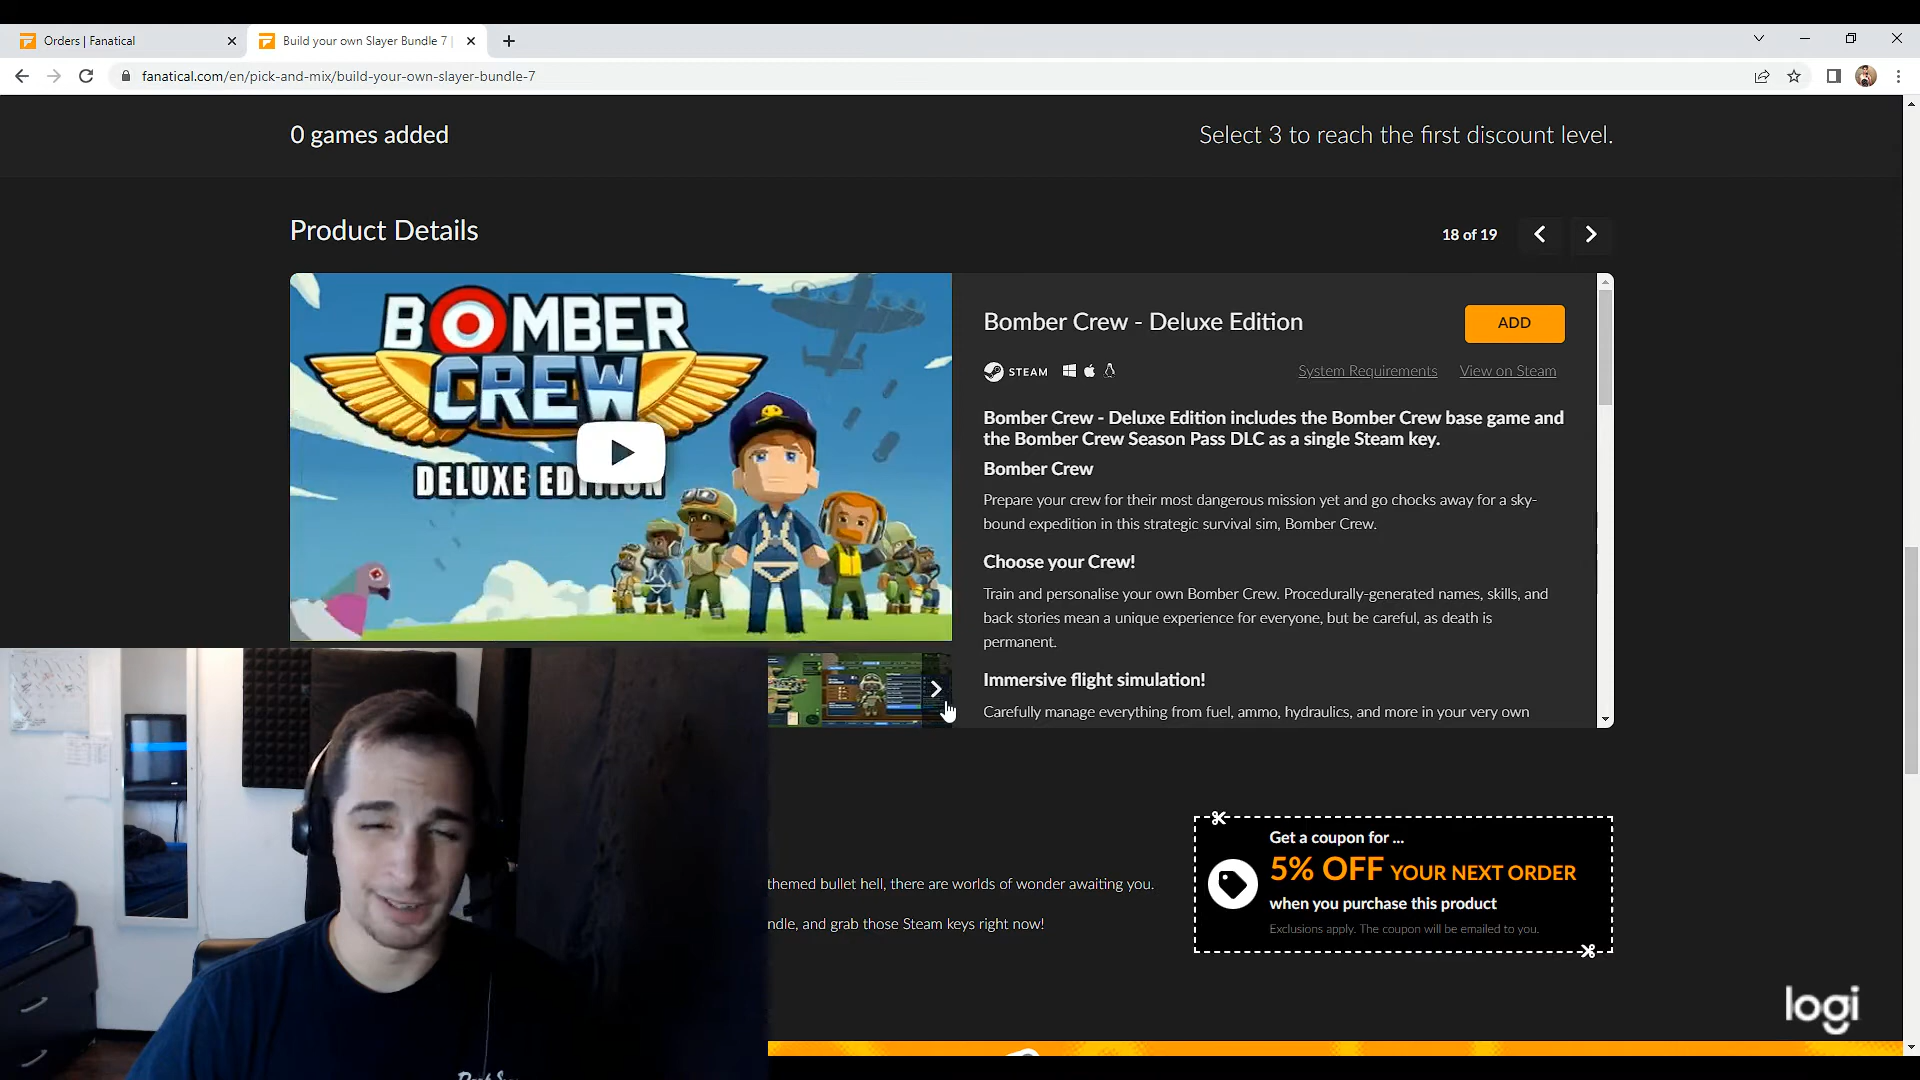 Orders | Fanatical
Build your own Slayer Bundle 7 |
fanatical.com/en/pick-and-mix/build-your-own-slayer-bundle-7
0 games added
Select 3 to reach the first discount level.
Product Details
18 of 19
BOMBER
CREW
DELUXE EDITION
Bomber Crew - Deluxe Edition
ADD
STEAM
System Requirements
View on Steam
Bomber Crew - Deluxe Edition includes the Bomber Crew base game and
the Bomber Crew Season Pass DLC as a single Steam key.
Bomber Crew
Prepare your crew for their most dangerous mission yet and go chocks away for a sky-
bound expedition in this strategic survival sim, Bomber Crew.
Choose your Crew!
Train and personalise your own Bomber Crew. Procedurally-generated names, skills, and
back stories mean a unique experience for everyone, but be careful, as death is
permanent.
Immersive flight simulation!
Carefully manage everything from fuel, ammo, hydraulics, and more in your very own
themed bullet hell, there are worlds of wonder awaiting you.
ndle, and grab those Steam keys right now!
Get a coupon for ...
5% OFF YOUR NEXT ORDER
when you purchase this product
Exclusions apply. The coupon will be emailed to you.
logi